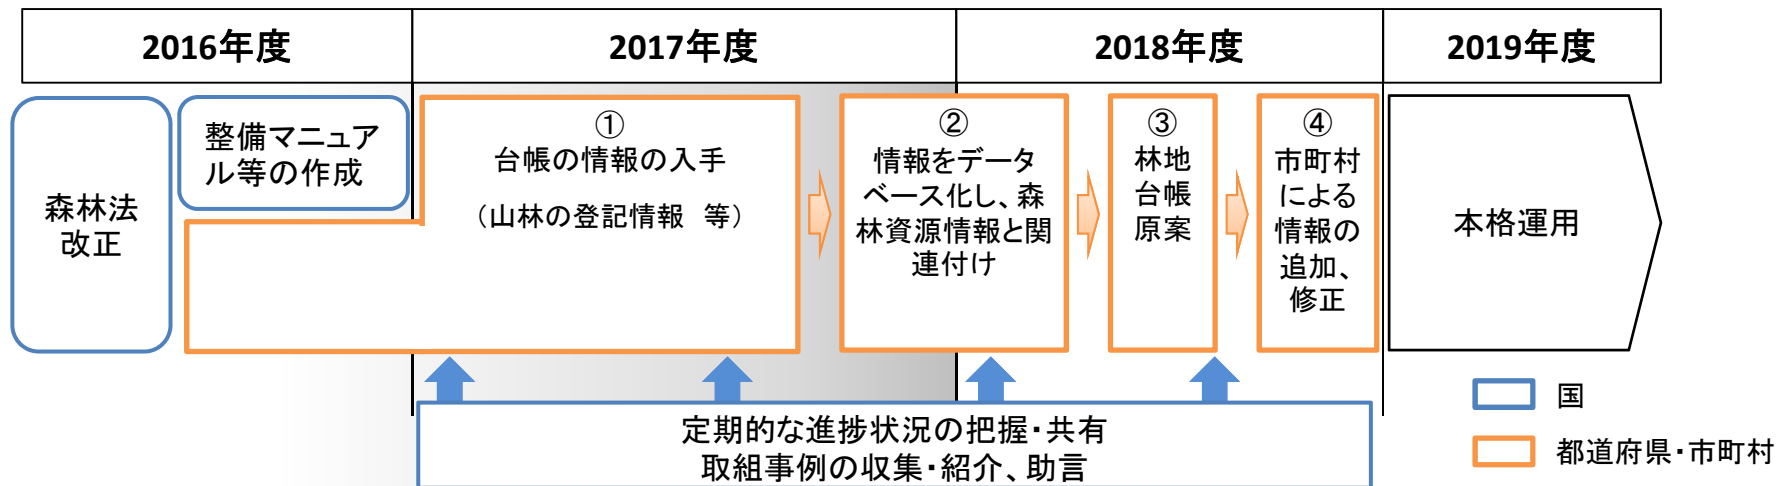 2016年度
2017年度
2018年度
2019年度
森林法
改正
整備マニュア
ル等の作成
①
台帳の情報の入手
（山林の登記情報　等）
②
情報をデータ
ベース化し、森
林資源情報と関
連付け
③
林地
台帳
原案
④
市町村
による
情報の
追加、
修正
本格運用
定期的な進捗状況の把握・共有
取組事例の収集・紹介、助言
国
都道府県・市町村